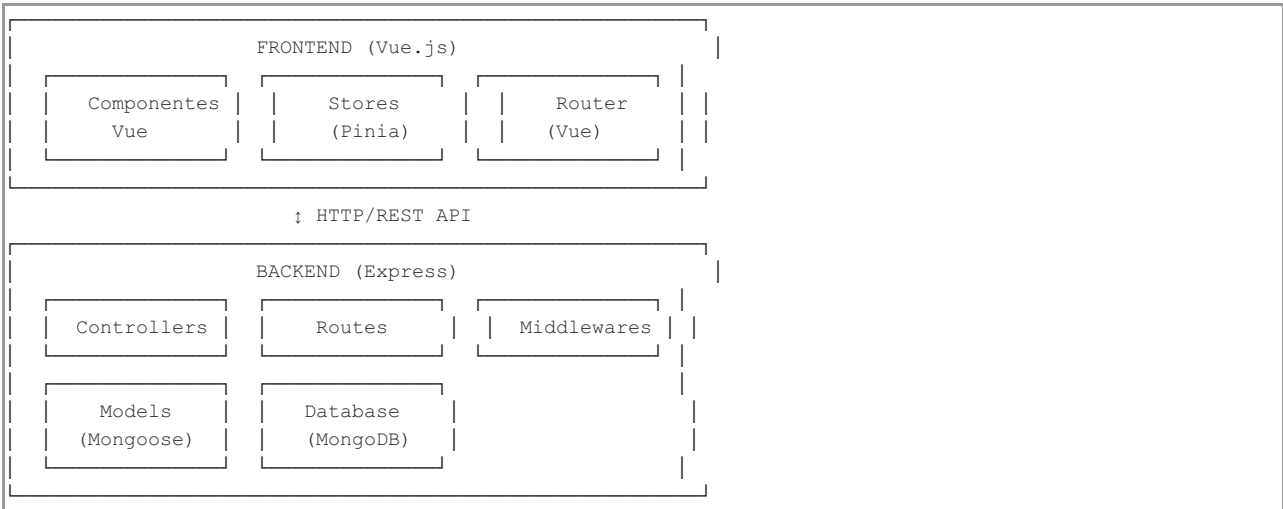 FRONTEND (Vue.js)
Componentes Stores Router
Vue (Pinia) (Vue)
↕ HTTP/REST API
BACKEND (Express)
Controllers Routes Middlewares
Models Database
(Mongoose) (MongoDB)